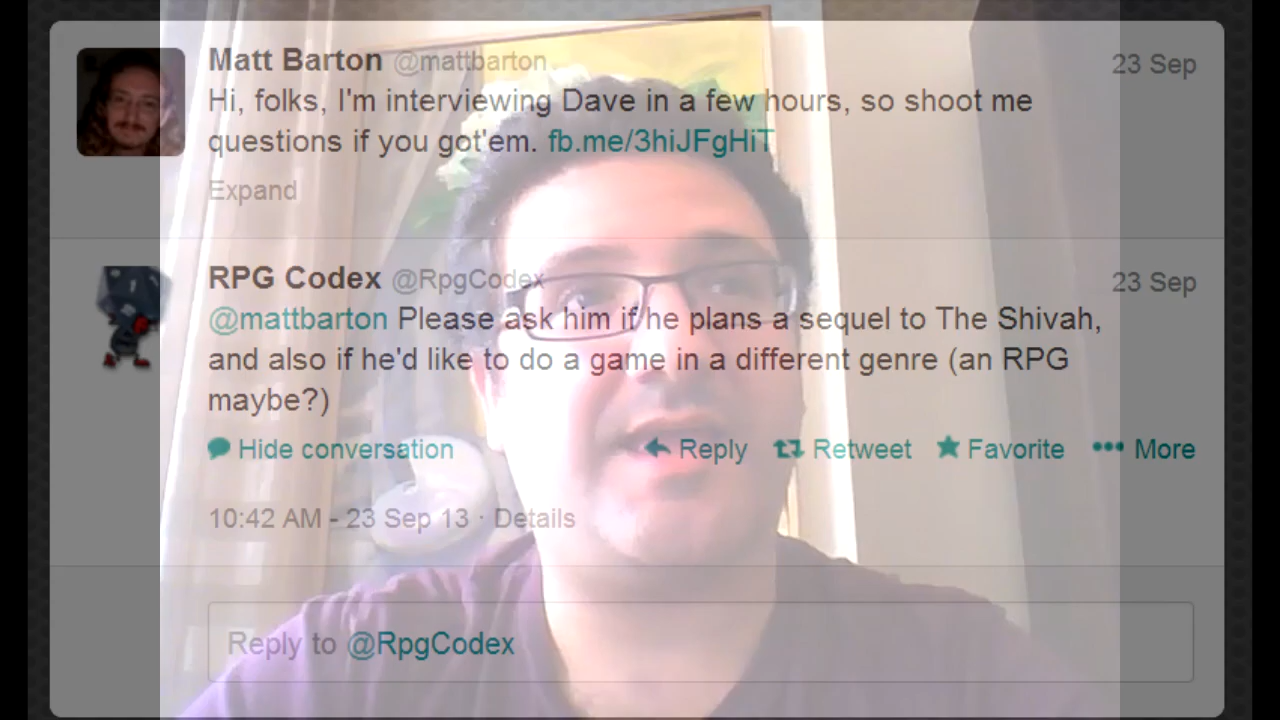 Matt Barton @mattbarton 23 Sep
Hi, folks, I'm interviewing Dave in a few hours, so shoot me
questions if you got'em. fb.me/3hiJFgHiT
Expand
RPG Codex @RpgCodex 23 Sep
@mattbarton Please ask him if he plans a sequel to The Shivah,
and also if he'd like to do a game in a different genre (an RPG
maybe?)
Hide conversation Reply Retweet Favorite More
10:42 AM - 23 Sep 13 · Details
Reply to @RpgCodex